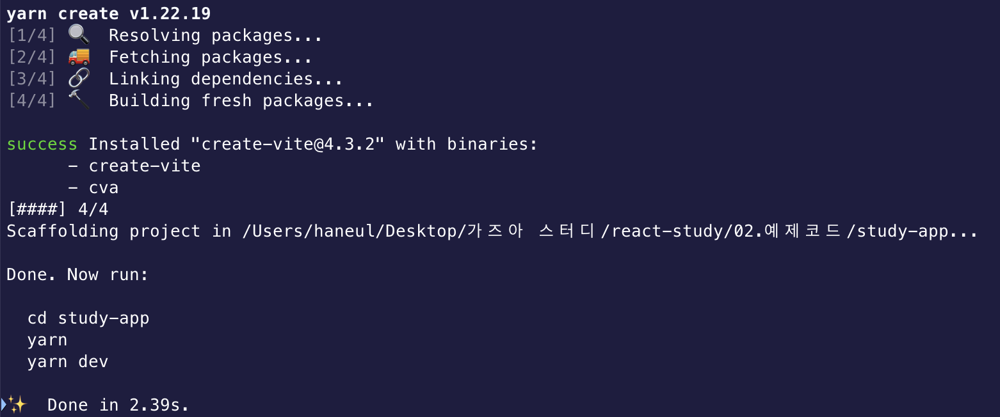 yarn create v1.22.19
[1/4] 🔍 Resolving packages...
[2/4] 🚚 Fetching packages...
[3/4] 🔗 Linking dependencies...
[4/4] 🔨 Building fresh packages...
success Installed "create-vite@4.3.2" with binaries:
- create-vite
- cva
[####] 4/4
Scaffolding project in /Users/haneul/Desktop/가즈아 스터디/react-study/02.예제코드/study-app...
Done. Now run:
cd study-app
yarn
yarn dev
✨ Done in 2.39s.